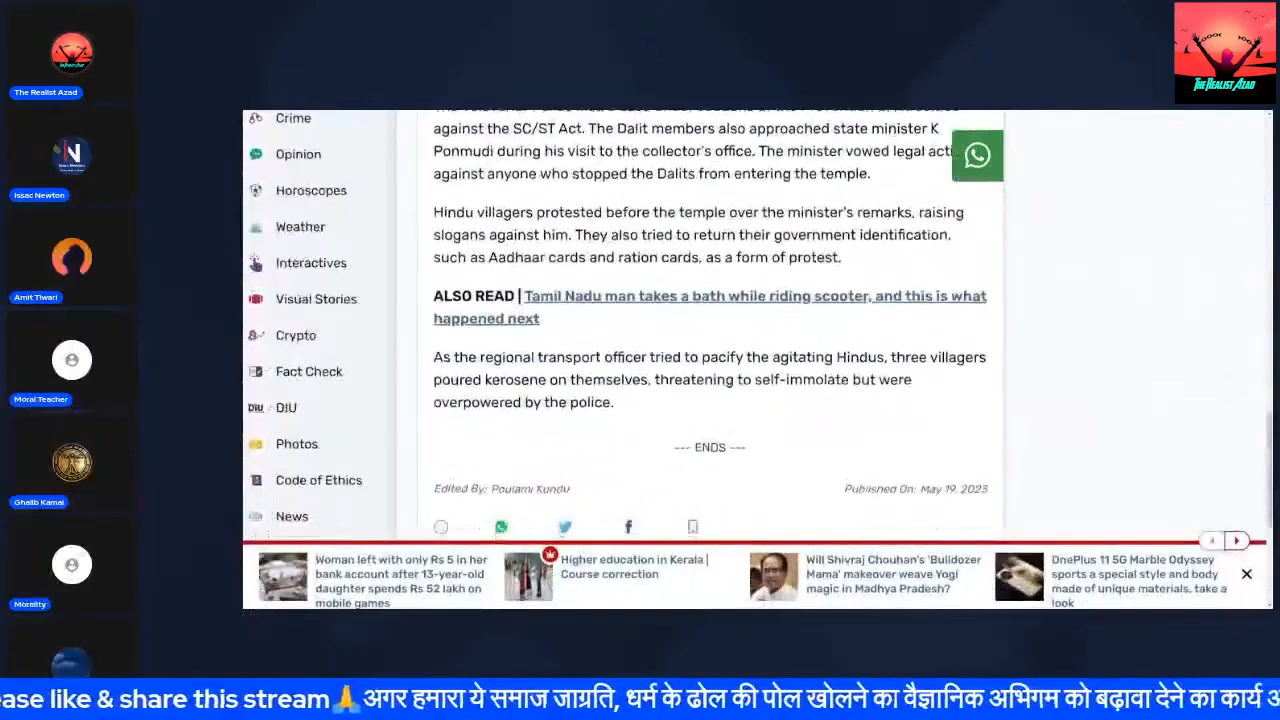 The Realist Azad
Issac Newton
Amit Tiwari
Moral Teacher
Ghalib Kamal
Morality
THE REALIST AZAD
Crime
Opinion
Horoscopes
Weather
Interactives
Visual Stories
Crypto
Fact Check
DIU DIU
Photos
Code of Ethics
News
against the SC/ST Act. The Dalit members also approached state minister K
Ponmudi during his visit to the collector's office. The minister vowed legal acti
against anyone who stopped the Dalits from entering the temple.
Hindu villagers protested before the temple over the minister's remarks, raising
slogans against him. They also tried to return their government identification,
such as Aadhaar cards and ration cards, as a form of protest.
ALSO READ | Tamil Nadu man takes a bath while riding scooter, and this is what
happened next
As the regional transport officer tried to pacify the agitating Hindus, three villagers
poured kerosene on themselves, threatening to self-immolate but were
overpowered by the police.
--- ENDS ---
Edited By: Poulami Kundu
Published On: May 19, 2023
Woman left with only Rs 5 in her
bank account after 13-year-old
daughter spends Rs 52 lakh on
mobile games
Higher education in Kerala |
Course correction
Will Shivraj Chouhan's 'Bulldozer
Mama' makeover weave Yogi
magic in Madhya Pradesh?
OnePlus 11 5G Marble Odyssey
sports a special style and body
made of unique materials, take a
look
ease like & share this stream🙏 अगर हमारा ये समाज जाग्रति, धर्म के ढोल की पोल खोलने का वैज्ञानिक अभिगम को बढ़ावा देने का कार्य